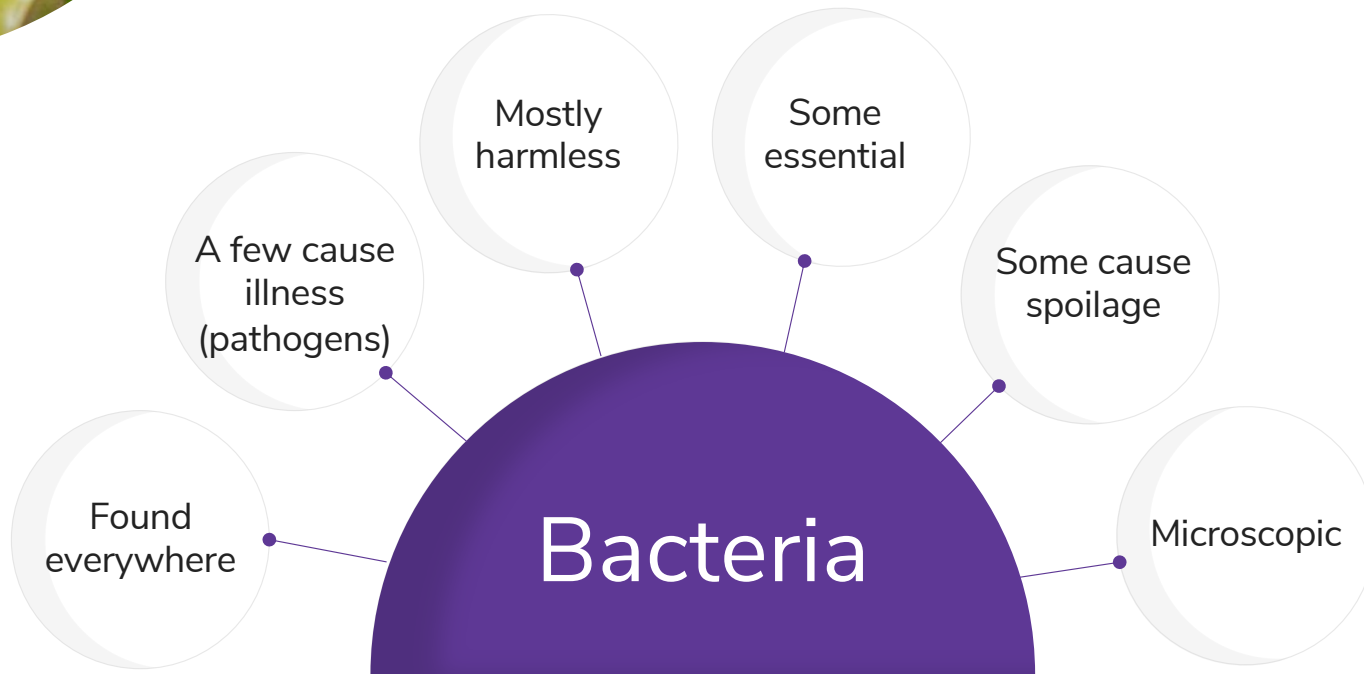 Mostly
harmless
Some
essential
A few cause
illness
(pathogens)
Some cause
spoilage
Found
everywhere
Bacteria
Microscopic